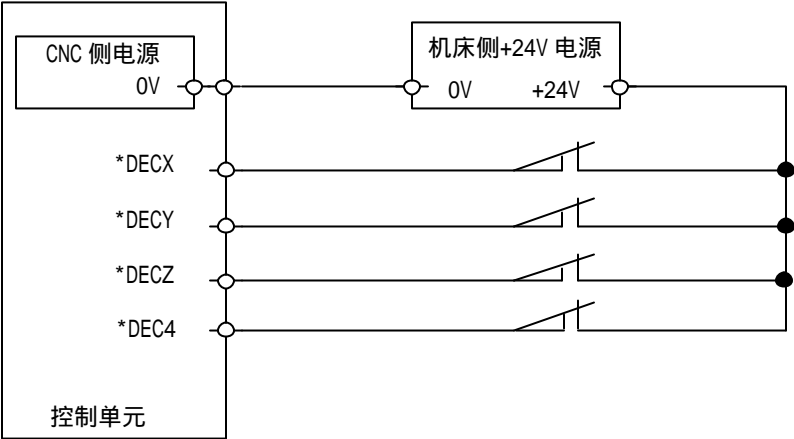 CNC 侧电源
0V
机床侧+24V 电源
0V +24V
*DECX
*DECY
*DECZ
*DEC4
控制单元